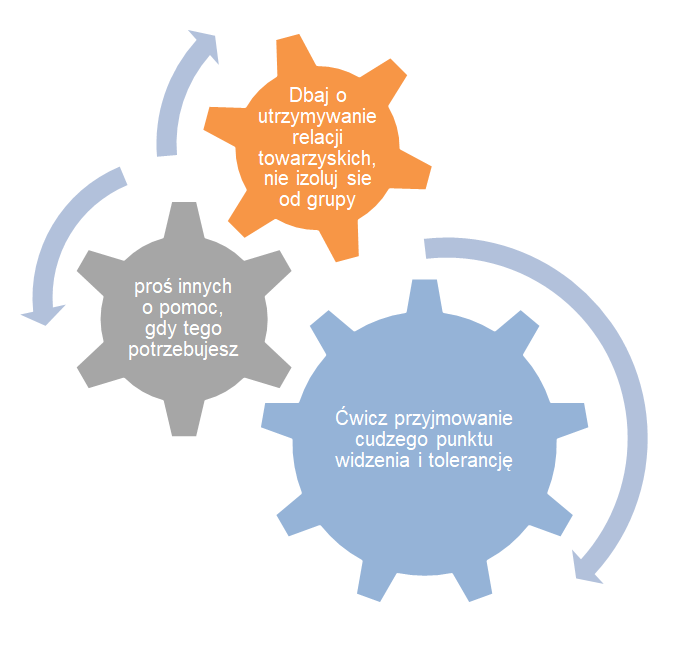 Dbaj o
utrzymywanie
relacji
towarzyskich,
nie izoluj sie
od grupy
proś innych
o pomoc,
gdy tego
potrzebujesz
Ćwicz przyjmowanie
cudzego punktu
widzenia i tolerancję